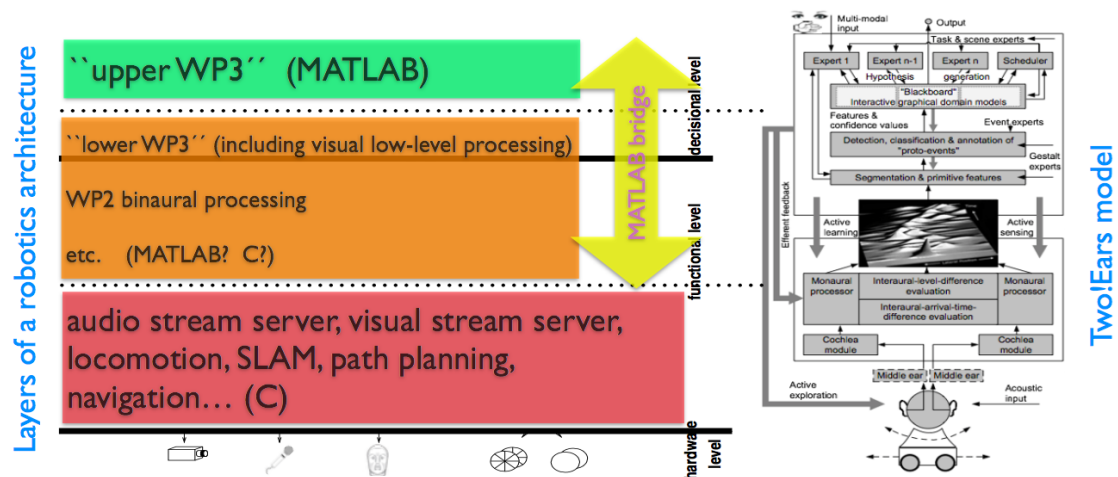 Layers of a robotics architecture
``upper WP3´´ (MATLAB)
``lower WP3´´ (including visual low-level processing)
WP2 binaural processing
etc. (MATLAB? C?)
audio stream server, visual stream server,
locomotion, SLAM, path planning,
navigation... (C)
MATLAB bridge
decisional level
functional level
hardware
level
Multi-modal
input
Output
Task & scene experts
Expert 1
Expert n-1
Expert n
Scheduler
Hypothesis
generation
"Blackboard"
Interactive graphical domain models
Features &
confidence values
Event experts
Detection, classification & annotation of
"proto-events"
Gestalt
experts
Segmentation & primitive features
Efferent feedback
Active
learning
Active
sensing
Monaural
processor
Interaural-level-difference
evaluation
Interaural-arrival-time-
difference evaluation
Monaural
processor
Cochlea
module
Cochlea
module
Middle ear
Middle ear
Active
exploration
Acoustic
input
Two!Ears model